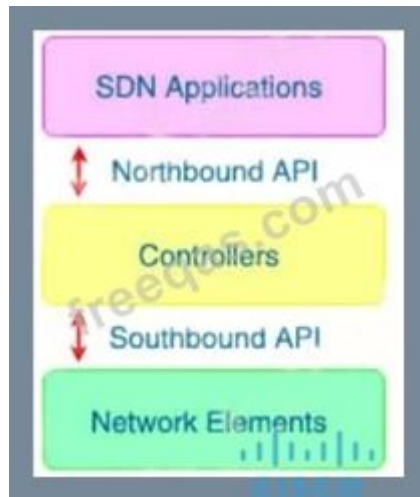 SDN Applications
Northbound API
Controllers
freeqas.com
Southbound API
Network Elements